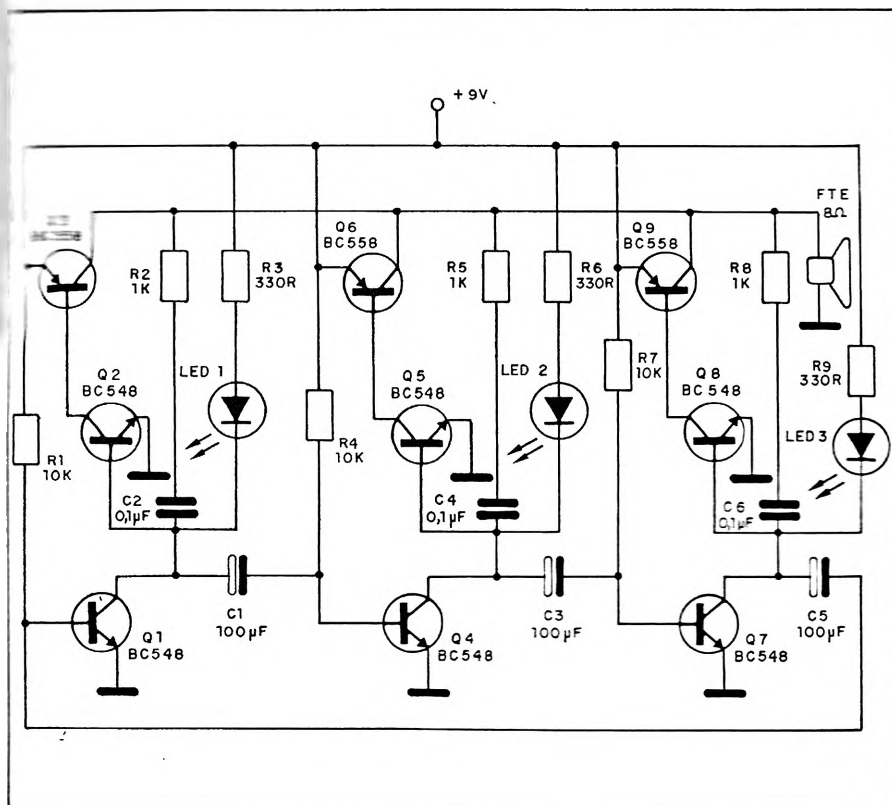 +9V
FTE
8Ω
BC558
Q6
BC558
Q9
BC558
R2
1K
R3
330R
R5
1K
R6
330R
R8
1K
Q2
BC548
LED 1
Q5
BC548
LED 2
R7
10K
Q8
BC548
R9
330R
R1
10K
R4
10K
LED3
C2
0,1µF
C4
0,1µF
C6
0,1µF
C1
100µF
C3
100µF
C5
100µF
Q1
BC548
Q4
BC548
Q7
BC548